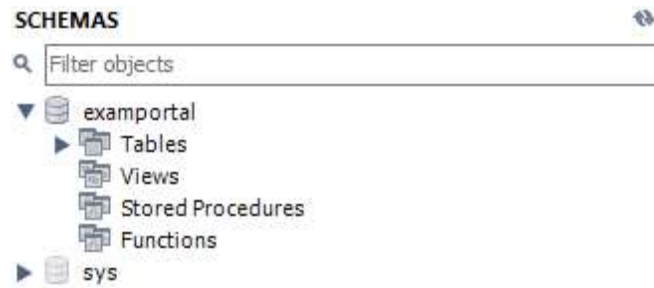 SCHEMAS
Filter objects
examportal
Tables
Views
Stored Procedures
Functions
sys